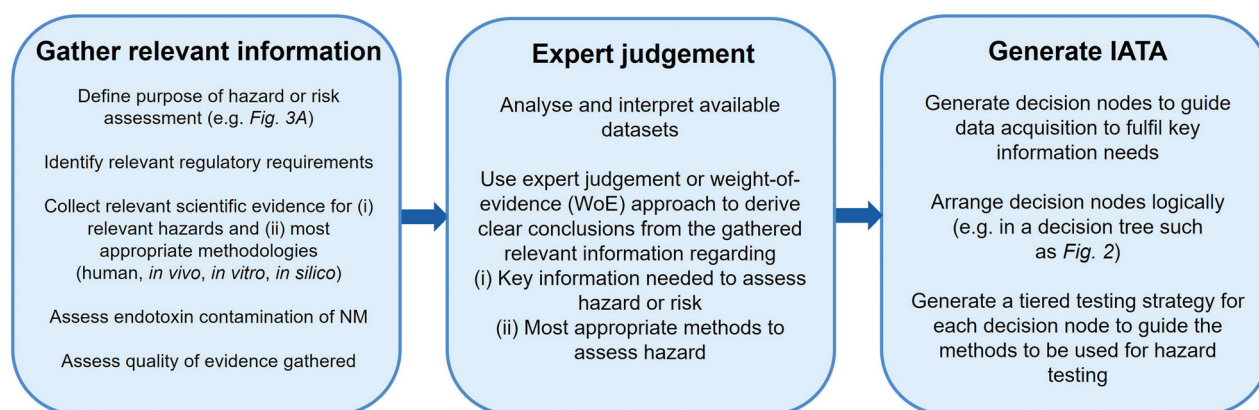 Gather relevant information
Define purpose of hazard or risk
assessment (e.g. Fig. 3A)
Identify relevant regulatory requirements
Collect relevant scientific evidence for (i)
relevant hazards and (ii) most
appropriate methodologies
(human, in vivo, in vitro, in silico)
Assess endotoxin contamination of NM
Assess quality of evidence gathered
Expert judgement
Analyse and interpret available
datasets
Use expert judgement or weight-of-
evidence (WoE) approach to derive
clear conclusions from the gathered
relevant information regarding
(i) Key information needed to assess
hazard or risk
(ii) Most appropriate methods to
assess hazard
Generate IATA
Generate decision nodes to guide
data acquisition to fulfil key
information needs
Arrange decision nodes logically
(e.g. in a decision tree such
as Fig. 2)
Generate a tiered testing strategy for
each decision node to guide the
methods to be used for hazard
testing